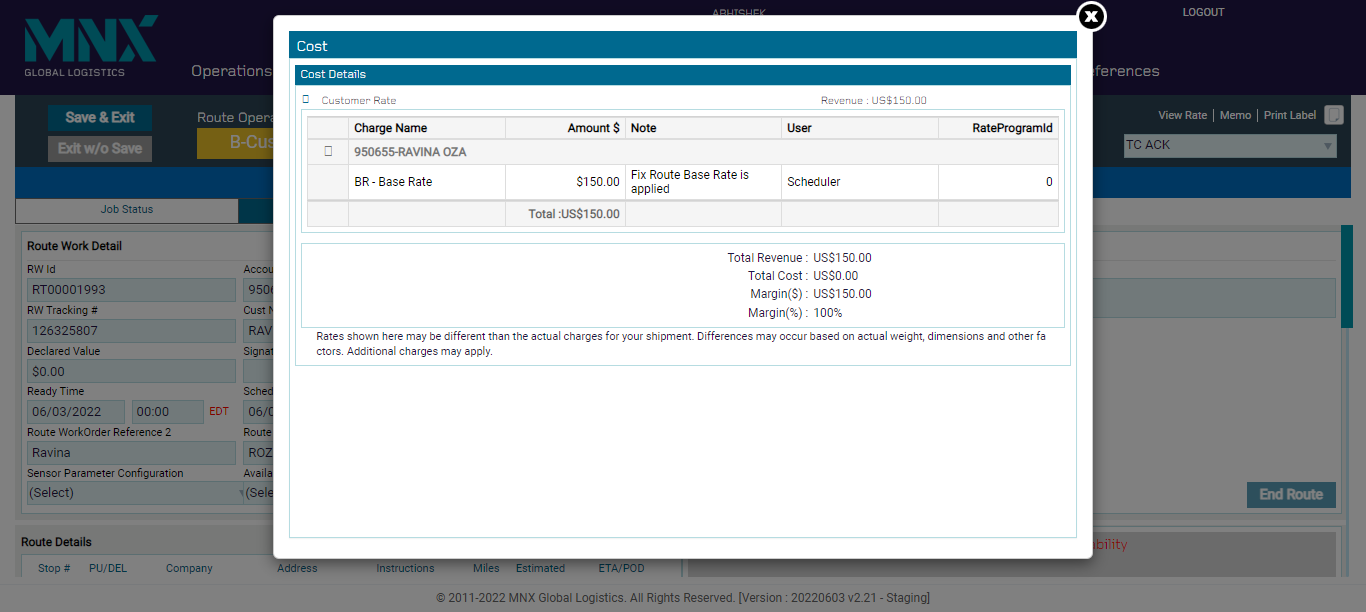 ABHISHEK
LOGOUT
MNX
GLOBAL LOGISTICS
Operations
ferences
Cost
Cost Details
Customer Rate
Revenue : US$150.00
Charge Name Amount $ Note User RateProgramId
950655-RAVINA OZA
BR - Base Rate $150.00 Fix Route Base Rate is applied Scheduler 0
Total :US$150.00
Total Revenue : US$150.00
Total Cost : US$0.00
Margin($) : US$150.00
Margin(%) : 100%
Rates shown here may be different than the actual charges for your shipment. Differences may occur based on actual weight, dimensions and other fa
ctors. Additional charges may apply.
Save & Exit
Exit w/o Save
Route Opera
B-Cus
View Rate | Memo | Print Label
TC ACK
Job Status
Route Work Detail
RW Id Accou
RT00001993 9506
RW Tracking # Cust N
126325807 RAV
Declared Value Signat
$0.00
Ready Time Sched
06/03/2022 00:00 EDT 06/0
Route WorkOrder Reference 2 Route
Ravina ROZ
Sensor Parameter Configuration Availa
(Select) (Sele
End Route
Route Details
bility
Stop # PU/DEL Company Address Instructions Miles Estimated ETA/POD
© 2011-2022 MNX Global Logistics. All Rights Reserved. [Version : 20220603 v2.21 - Staging]